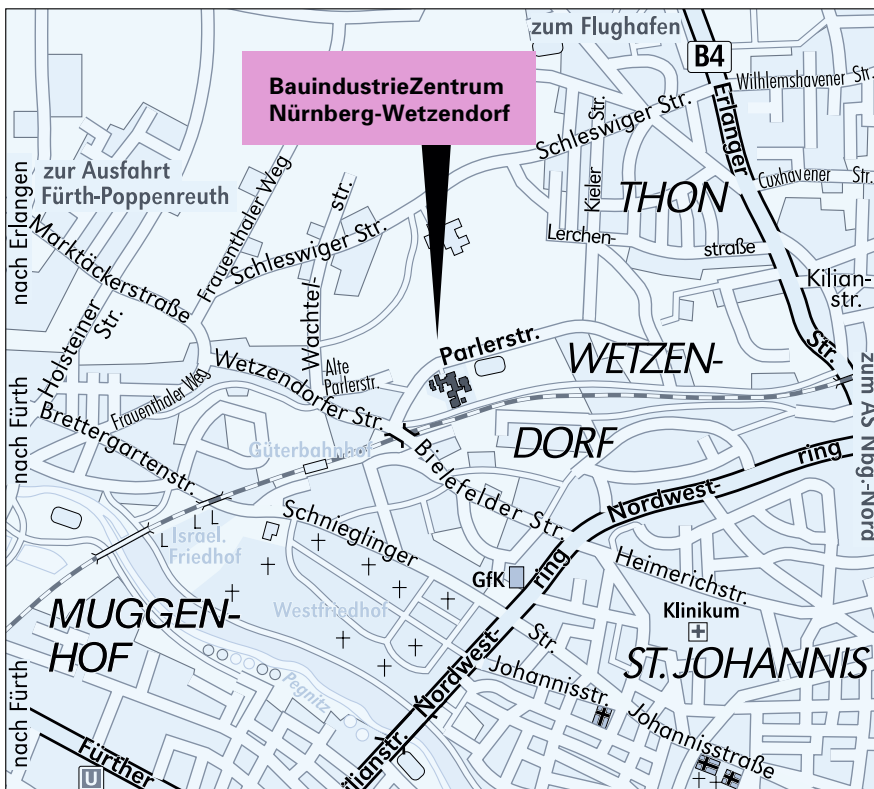 zum Flughafen
B4
BauindustrieZentrum
Nürnberg-Wetzendorf
Wilhlemshavener Str.
Erlanger
Str.
Schleswiger Str.
Kieler Str.
THON
Cuxhavener Str.
zur Ausfahrt
Fürth-Poppenreuth
nach Erlangen
Frauenthaler Weg
Wachtel-
str.
Schleswiger Str.
Lerchen-
straße
Marktäckerstraße
Kilian-
str.
Holsteiner
Str.
Parlerstr.
WETZEN-
DORF
Wetzendorfer Str.
Alte
Parlerstr.
zum AS Nbg.-Nord
nach Fürth
Frauenthaler Weg
Brettergartenstr.
Güterbahnhof
Bielefelder Str.
Nordwest-
ring
Schnieglinger
Str.
Israel.
Friedhof
L
L
L
GfK
Nordwest-
ring
Heimerichstr.
Klinikum
Westfriedhof
MUGGEN-
HOF
ST. JOHANNIS
Johannisstr.
Johannisstraße
Pegnitz
nach Fürth
Fürther
U